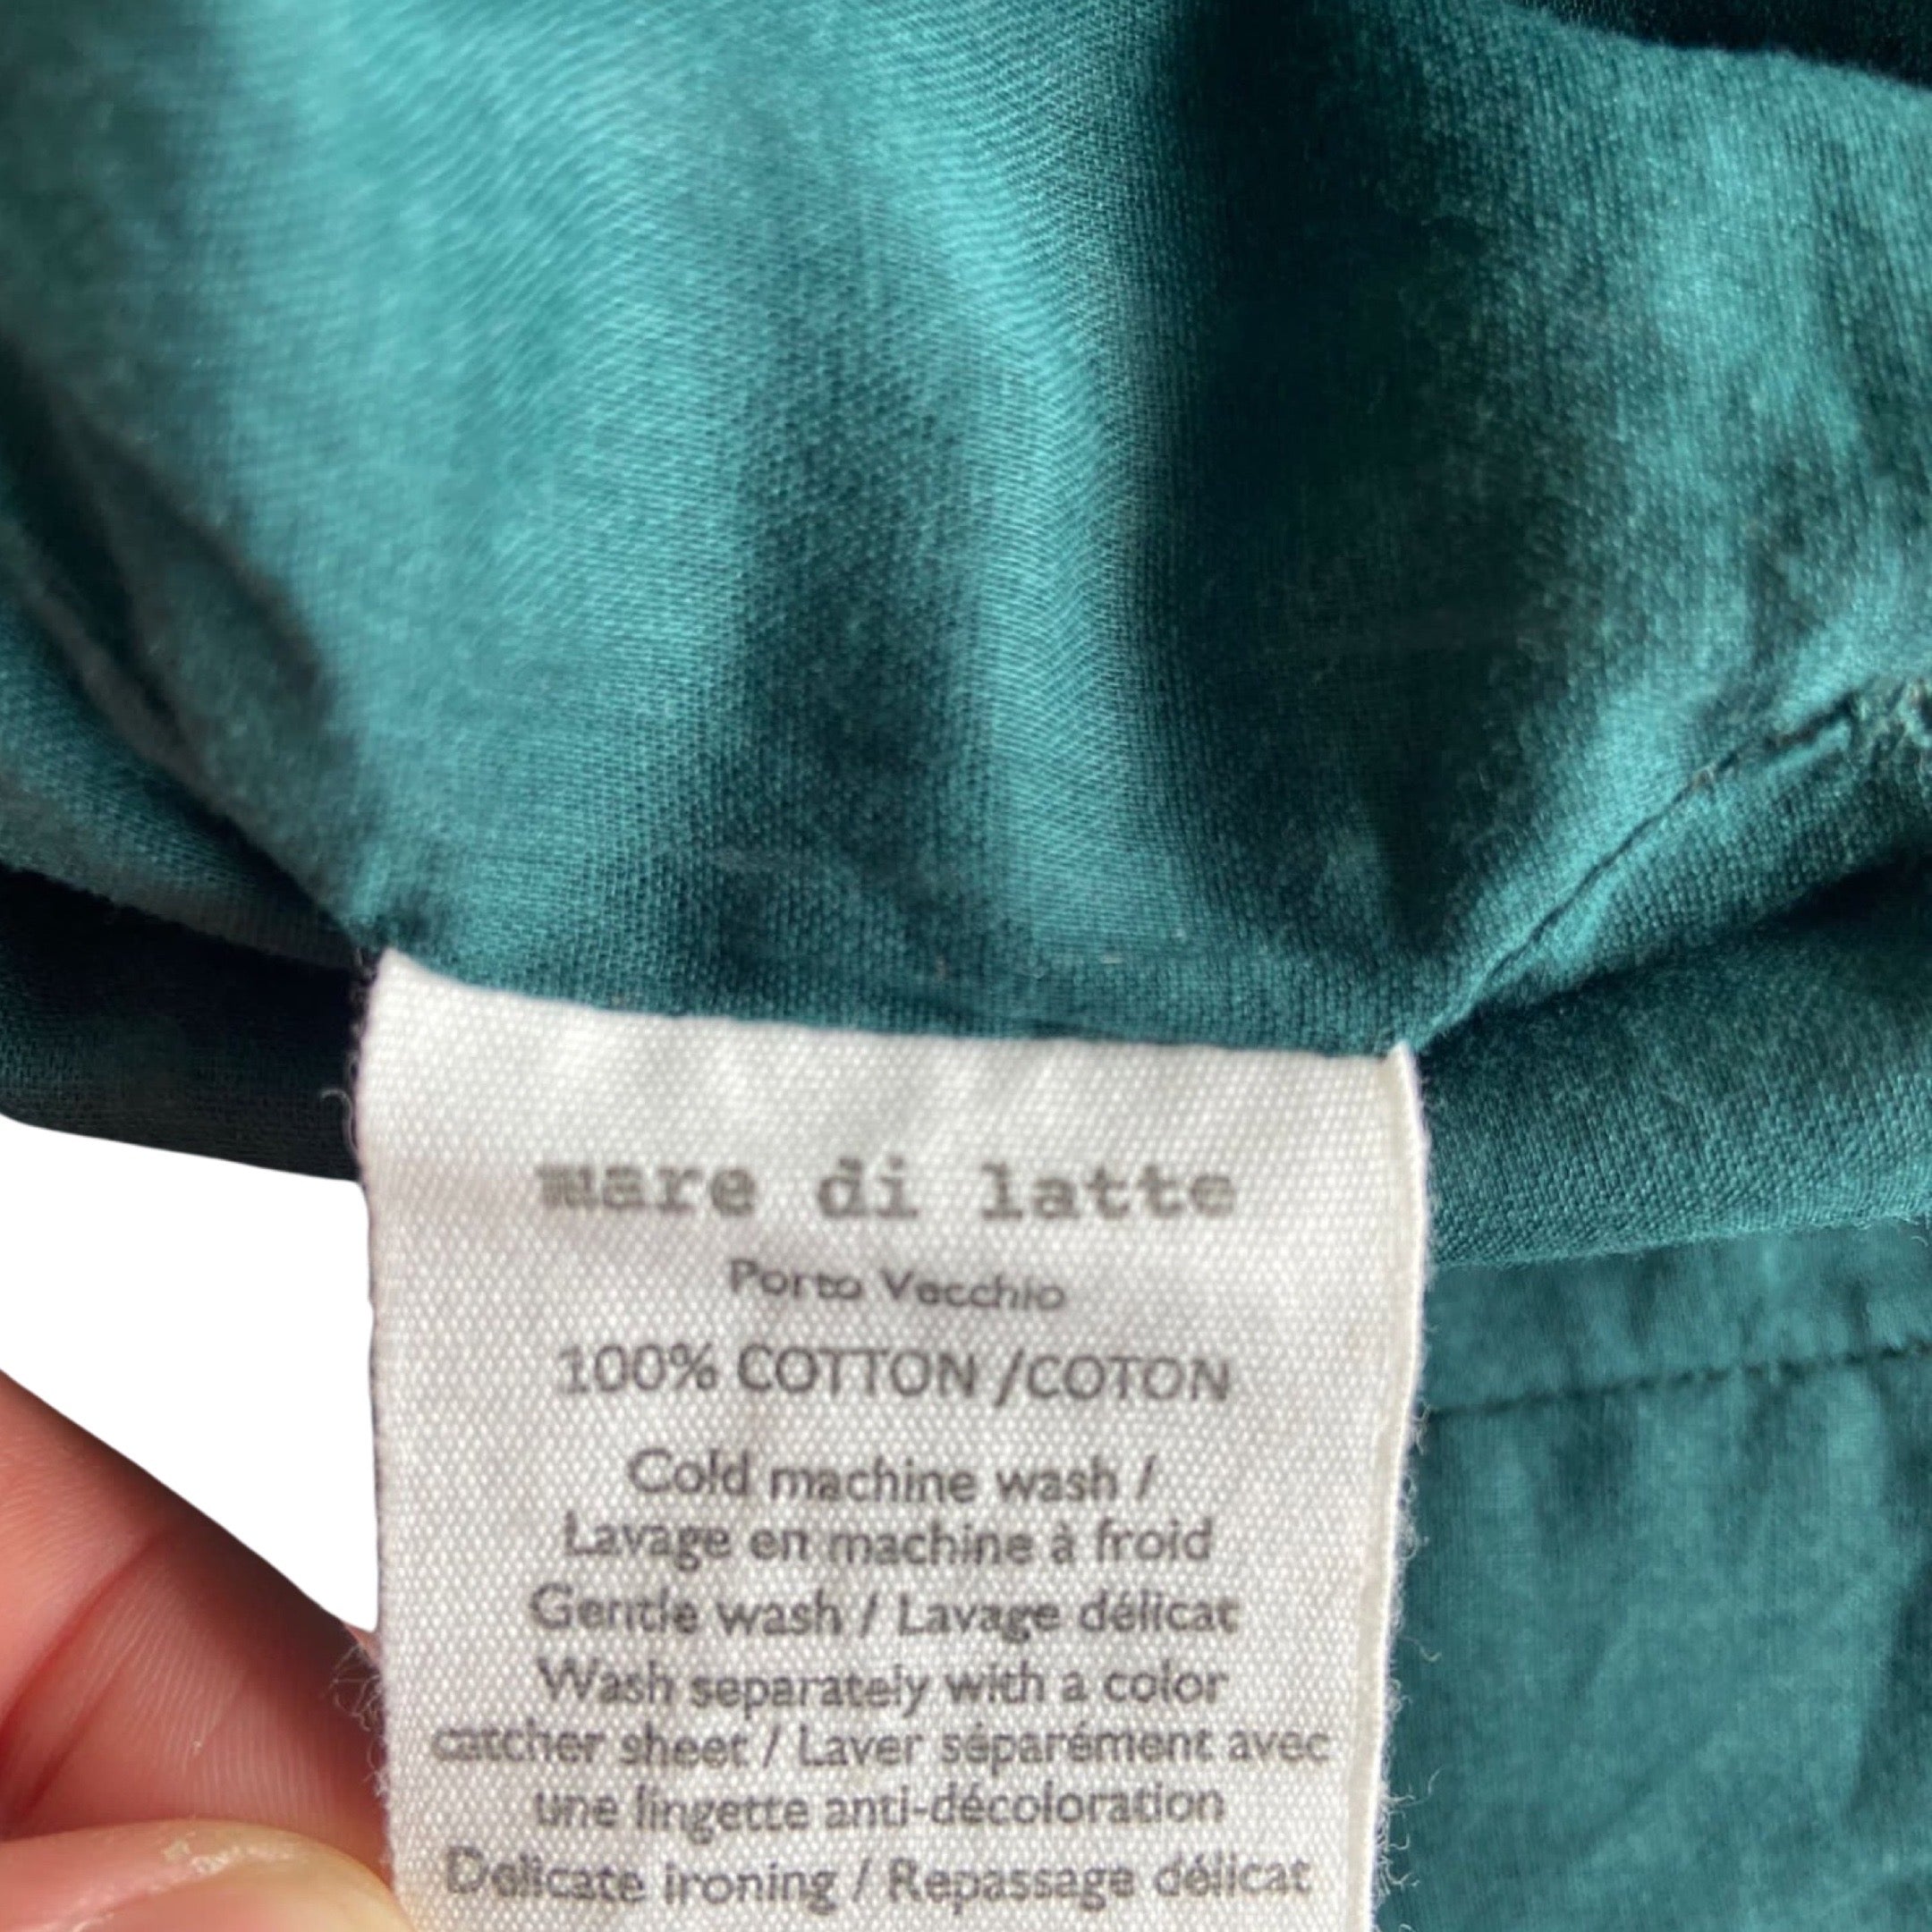 mare di latte
Porto Vecchio
100% COTTON /COTON
Cold machine wash /
Lavage en machine à froid
Gentle wash / Lavage délicat
Wash separately with a color
catcher sheet / Laver séparément avec
une lingette anti-décoloration
Delicate ironing / Repassage délicat